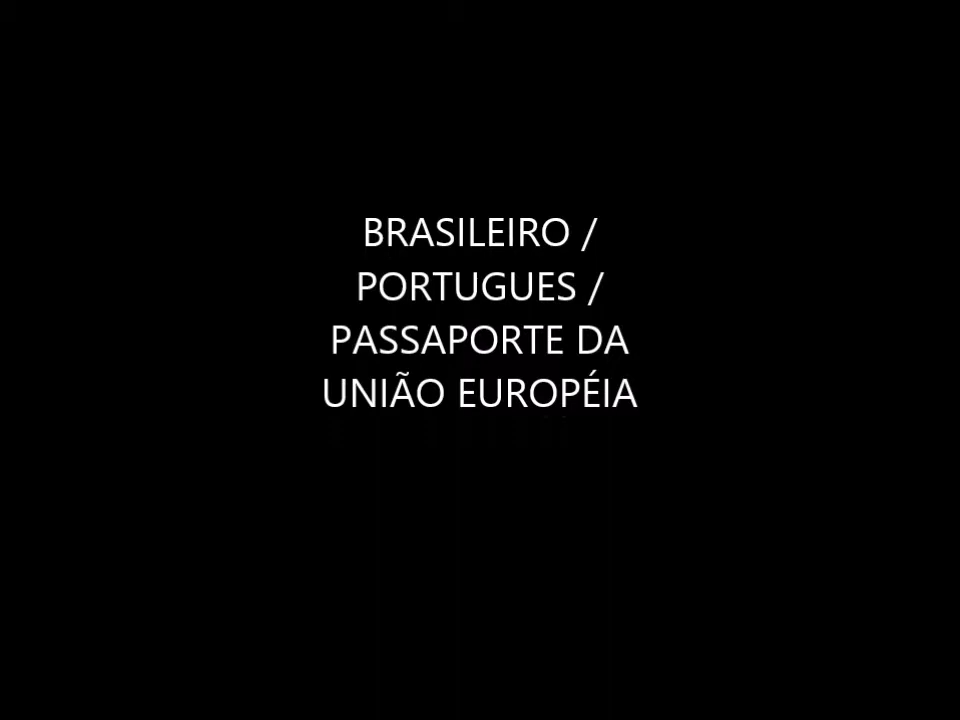 BRASILEIRO /
PORTUGUES /
PASSAPORTE DA
UNIÃO EUROPÉIA